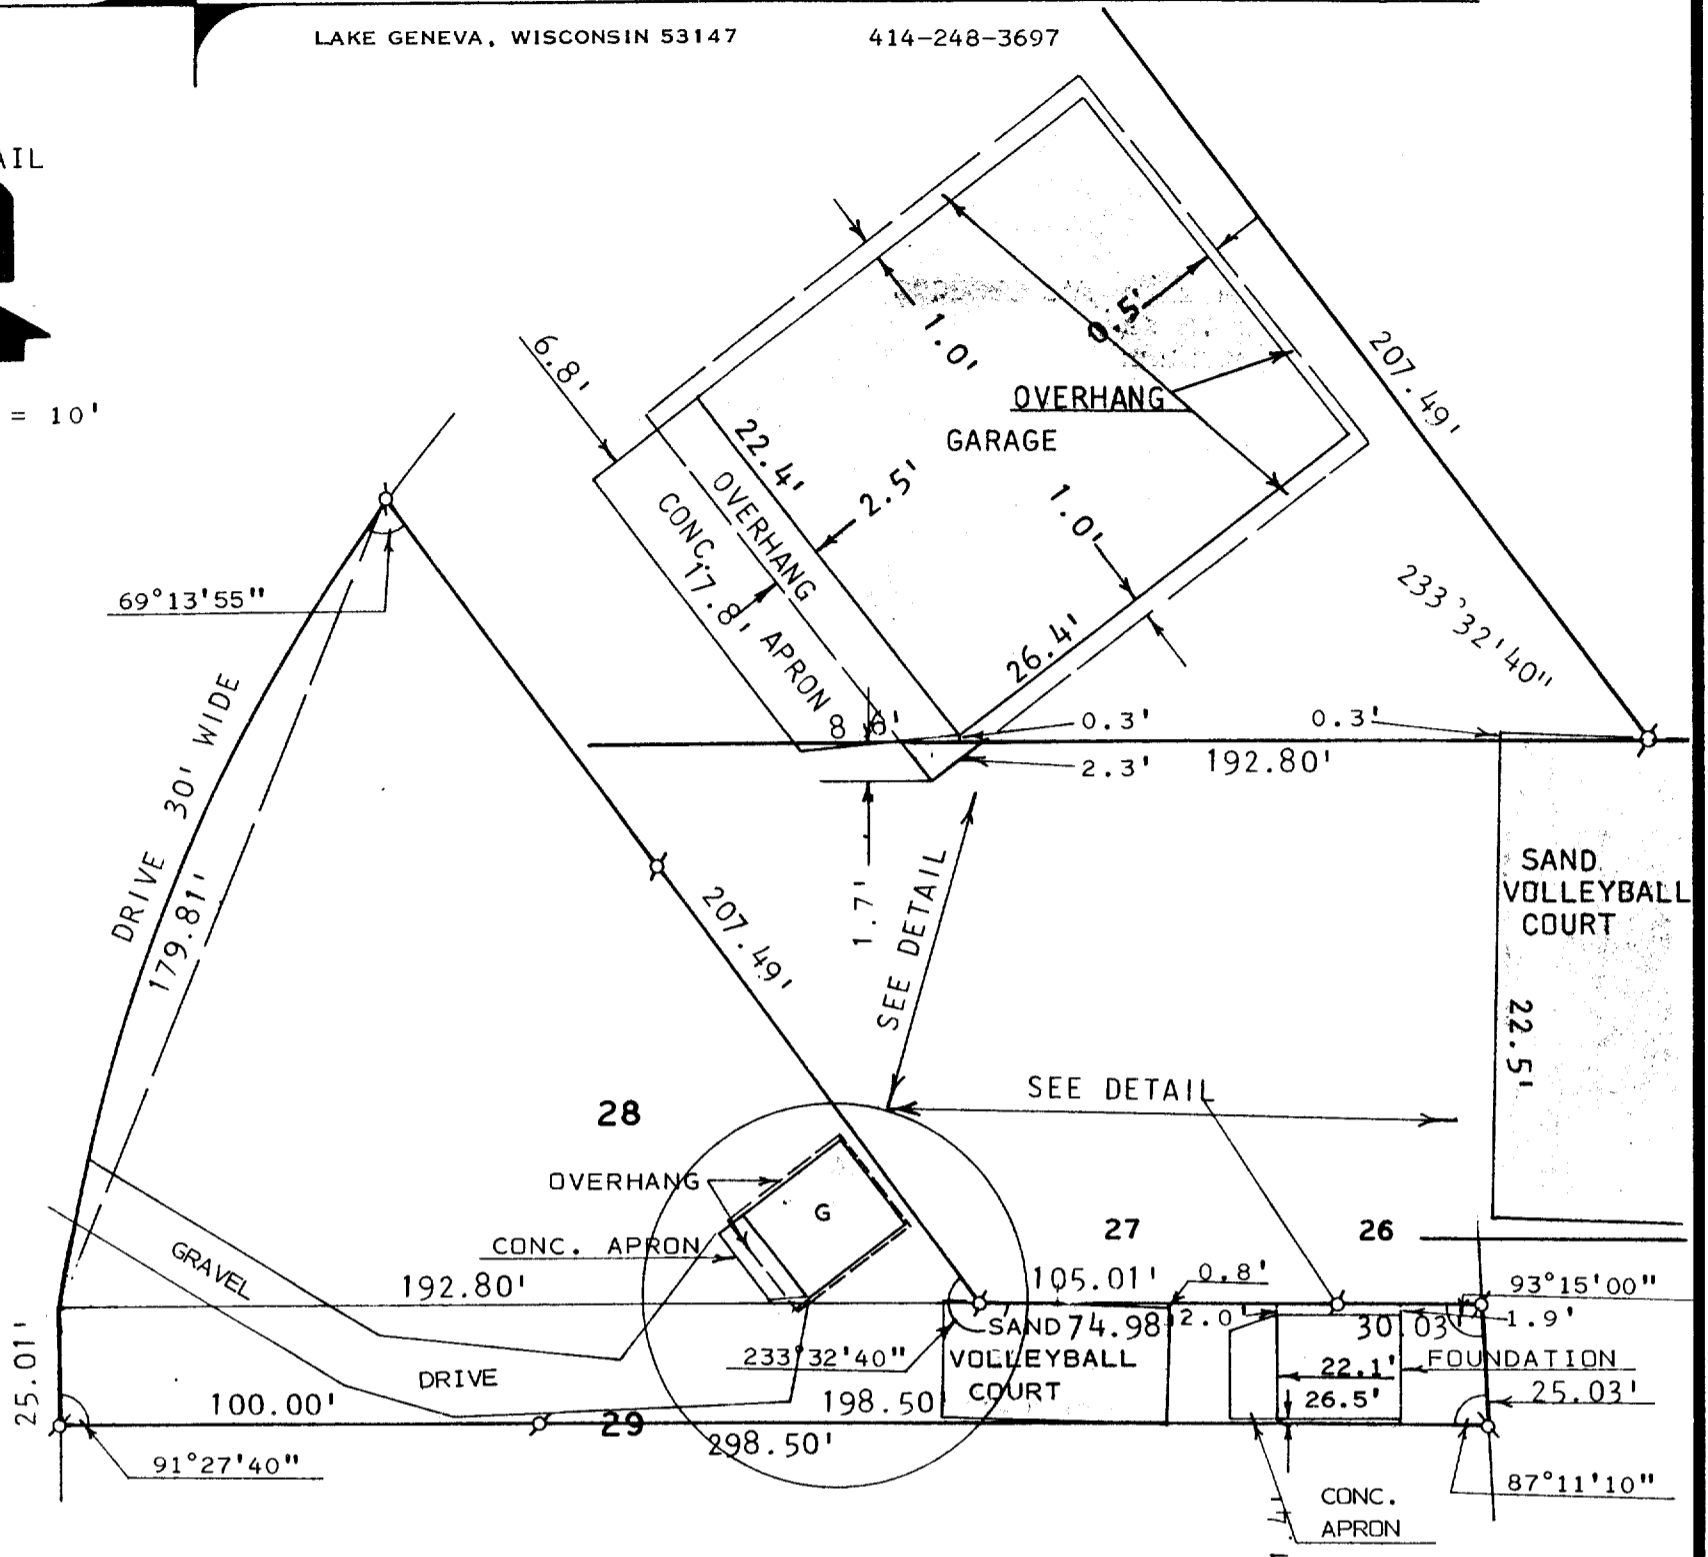 LAKE GENEVA, WISCONSIN 53147 414-248-3697
AIL
= 10'
6.8'
1.0'
0.5'
OVERHANG
GARAGE
207.49'
22.4'
2.5'
OVERHANG
1.0'
CONC. APRON
17.8'
26.4'
233°32'40"
69°13'55"
0.3'
0.3'
2.3'
192.80'
1.7'
DRIVE 30' WIDE
179.81'
207.49'
SEE DETAIL
SAND
VOLLEYBALL
COURT
22.5'
SEE DETAIL
28
OVERHANG
G
CONC. APRON
27
26
GRAVEL
192.80'
105.01'
0.8'
93°15'00"
25.01'
SAND
VOLLEYBALL
COURT
74.98
2.0'
30.03'
1.9'
233°32'40"
22.1'
FOUNDATION
DRIVE
26.5'
25.03'
100.00'
198.50
29
298.50'
91°27'40"
87°11'10"
CONC.
APRON